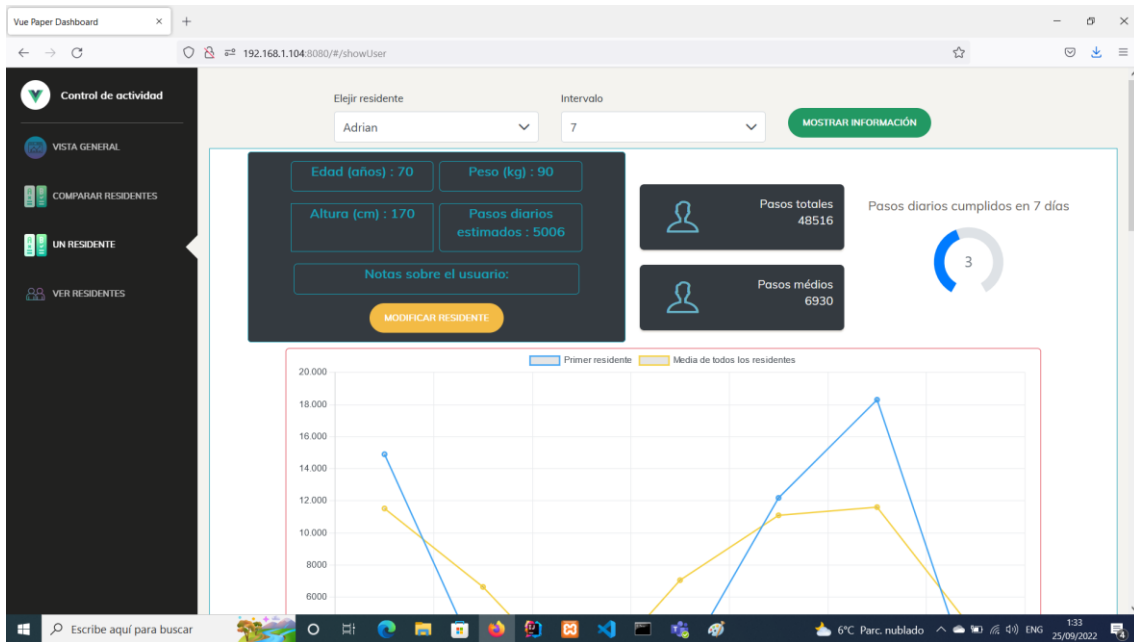 Vue Paper Dashboard
192.168.1.104:8080/#/showUser
Control de actividad
VISTA GENERAL
COMPARAR RESIDENTES
UN RESIDENTE
VER RESIDENTES
Elejir residente
Intervalo
Adrian
7
MOSTRAR INFORMACIÓN
Edad (años) : 70
Peso (kg) : 90
Altura (cm) : 170
Pasos diarios
estimados : 5006
Notas sobre el usuario:
MODIFICAR RESIDENTE
Pasos totales
48516
Pasos médios
6930
Pasos diarios cumplidos en 7 días
3
Primer residente
Media de todos los residentes
20.000
18.000
16.000
14.000
12.000
10.000
8000
6000
Escribe aquí para buscar
6°C Parc. nublado
ENG
1:33
25/09/2022